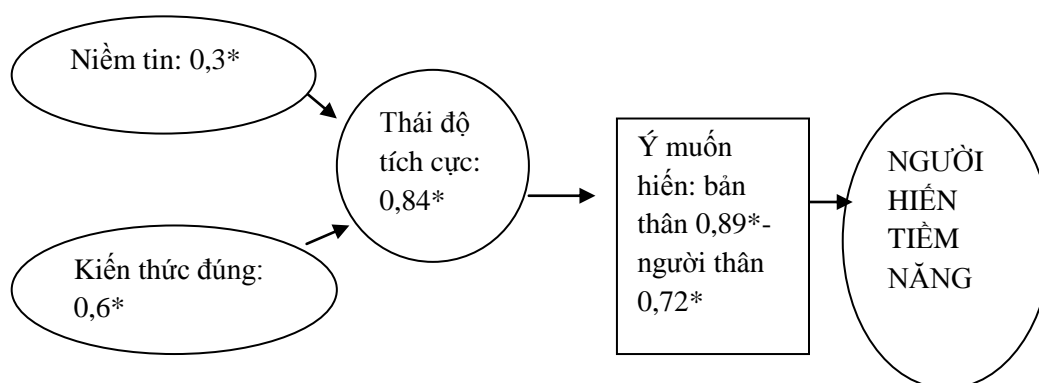 Niềm tin: 0,3*
Kiến thức đúng:
0,6*
Thái độ
tích cực:
0,84*
Ý muốn
hiến: bản
thân 0,89*-
người thân
0,72*
NGƯỜI
HIẾN
TIỀM
NĂNG